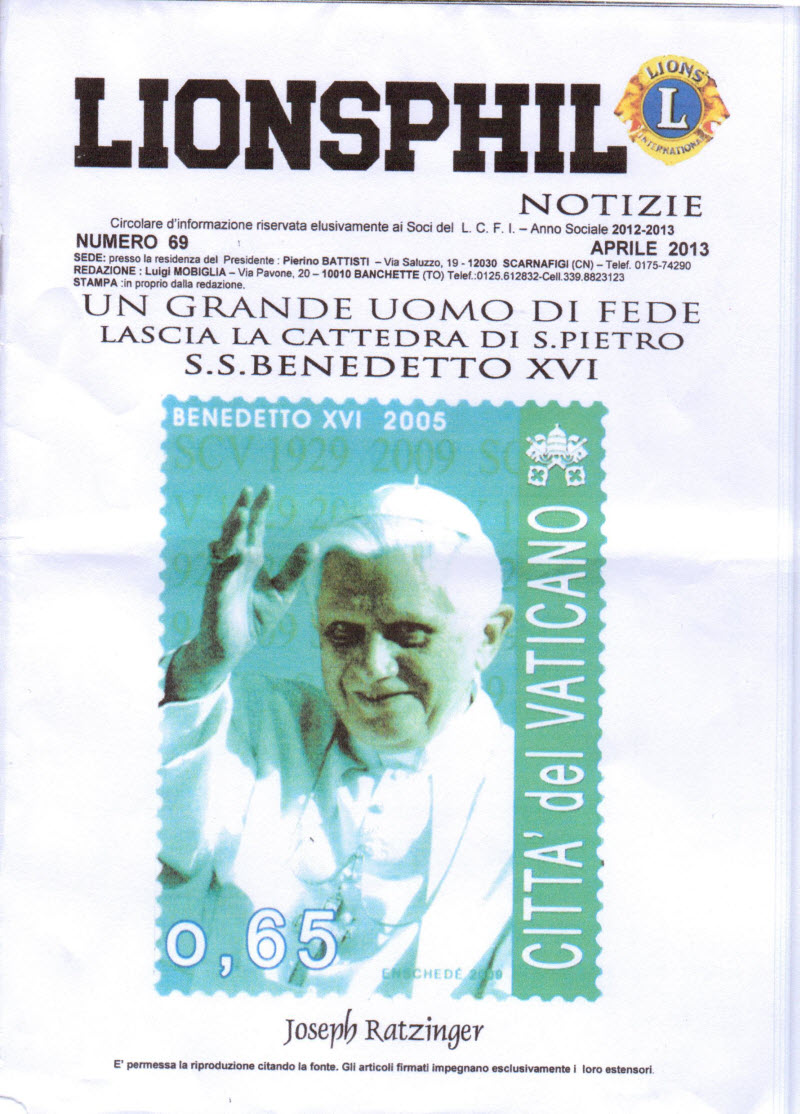 LIONSPHIL
LIONS
L
INTERNATIONAL
NOTIZIE
Circolare d'informazione riservata elusivamente ai Soci del L. C. F. I. – Anno Sociale 2012-2013
NUMERO 69
APRILE 2013
SEDE: presso la residenza del Presidente : Pierino BATTISTI – Via Saluzzo, 19 - 12030 SCARNAFIGI (CN) – Telef. 0175-74290
REDAZIONE : Luigi MOBIGLIA – Via Pavone, 20 – 10010 BANCHETTE (TO) Telef.:0125.612832-Cell.339.8823123
STAMPA :in proprio dalla redazione.
UN GRANDE UOMO DI FEDE
LASCIA LA CATTEDRA DI S.PIETRO
S.S.BENEDETTO XVI
BENEDETTO XVI 2005
SCV 1929 2009 SC
CITTA' del VATICANO
0,65
ENSCHEDÉ 2009
Joseph Ratzinger
E' permessa la riproduzione citando la fonte. Gli articoli firmati impegnano esclusivamente i loro estensori.